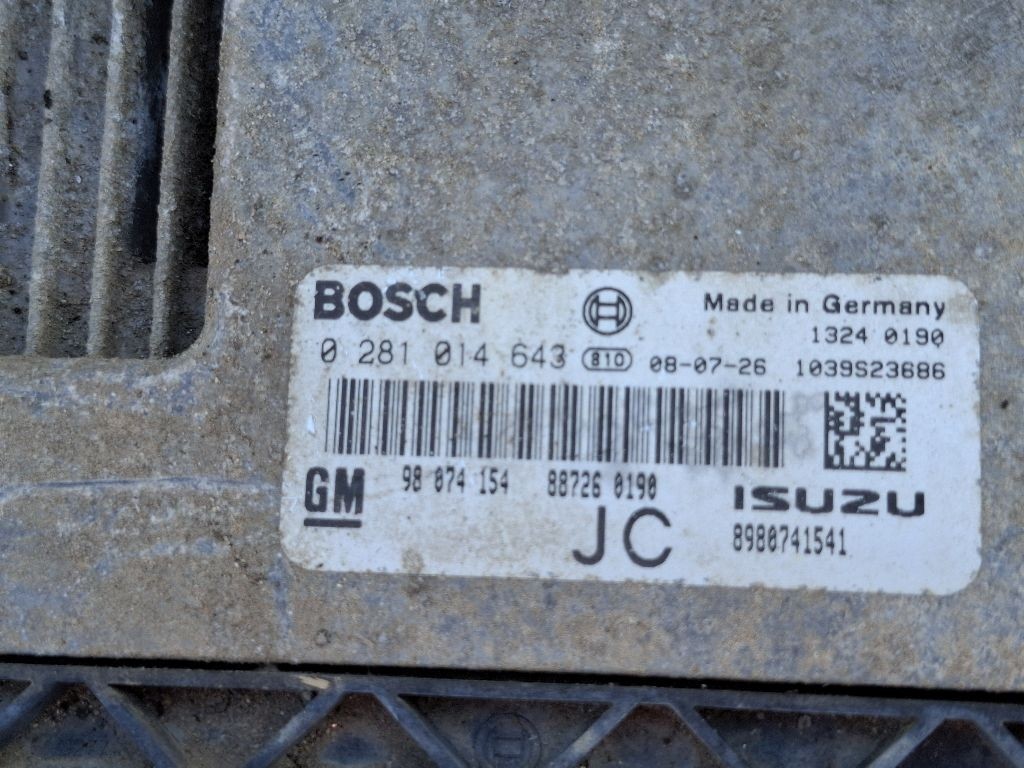 BOSCH
Made in Germany
1324 0190
0 281 014 643 810 08-07-26 1039S23686
GM 98 074 154 88726 0190 ISUZU
JC 8980741541